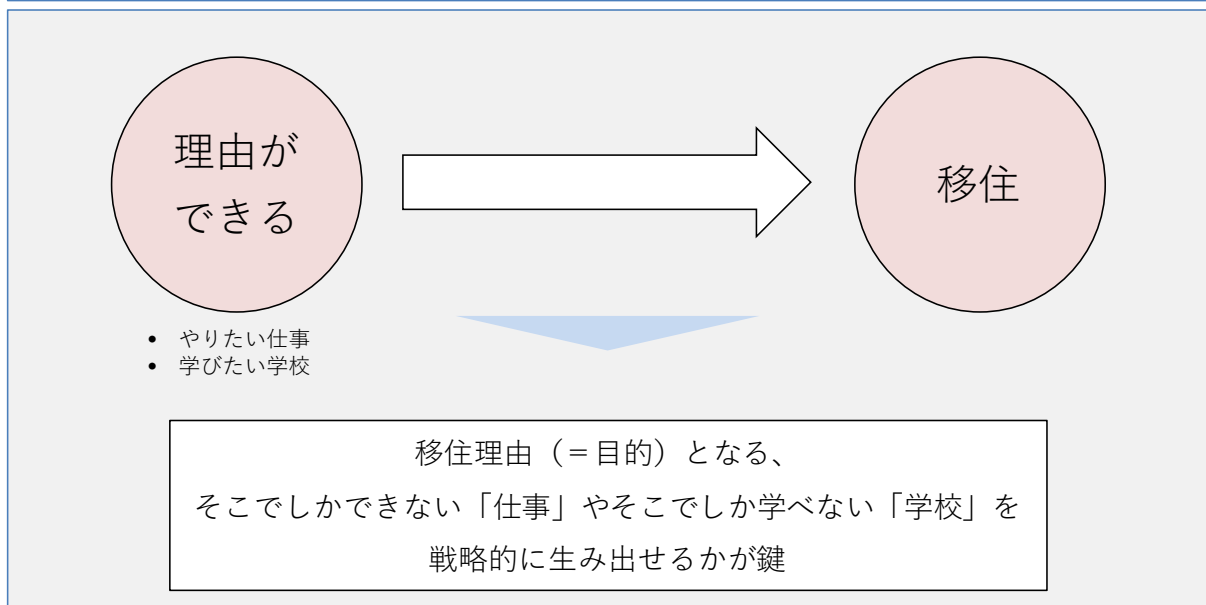 理由が
できる
移住
• やりたい仕事
• 学びたい学校
移住理由（＝目的）となる、
そこでしかできない「仕事」やそこでしか学べない「学校」を
戦略的に生み出せるかが鍵